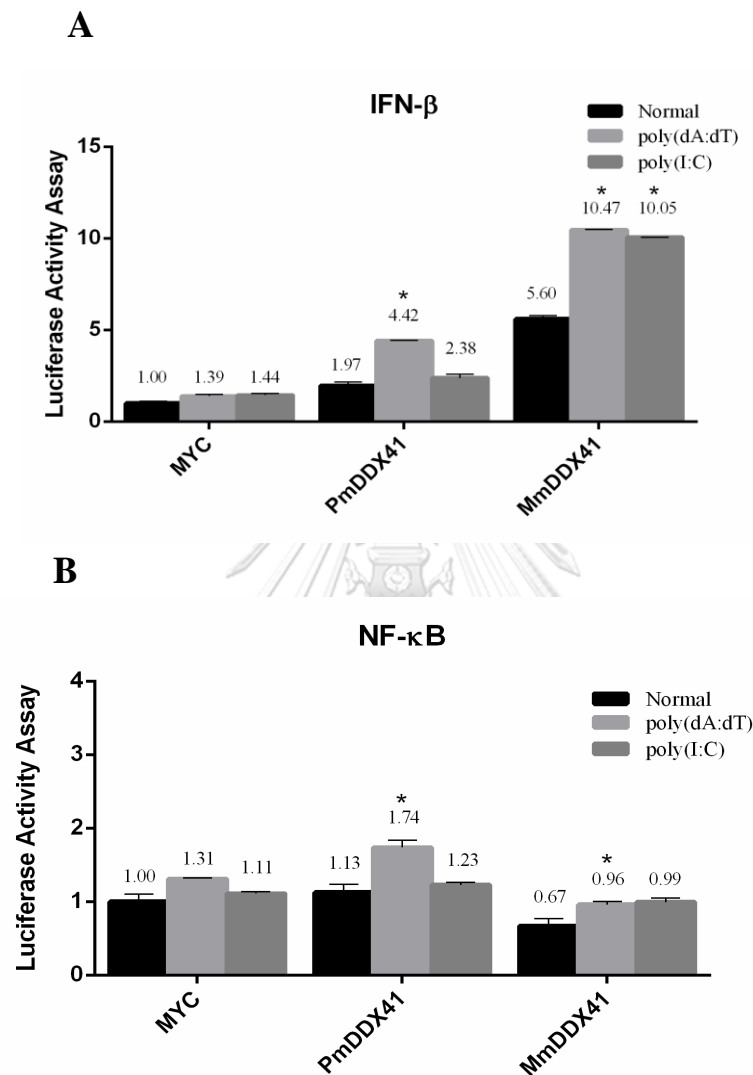 A
IFN-β
Normal
poly(dA:dT)
poly(I:C)
Luciferase Activity Assay
15
10
5
0
1.00
1.39
1.44
1.97
*
4.42
2.38
5.60
*
10.47
*
10.05
MYC
PmDDX41
MmDDX41
B
NF-κB
Normal
poly(dA:dT)
poly(I:C)
Luciferase Activity Assay
4
3
2
1
0
1.00
1.31
1.11
1.13
*
1.74
1.23
0.67
*
0.96
0.99
MYC
PmDDX41
MmDDX41